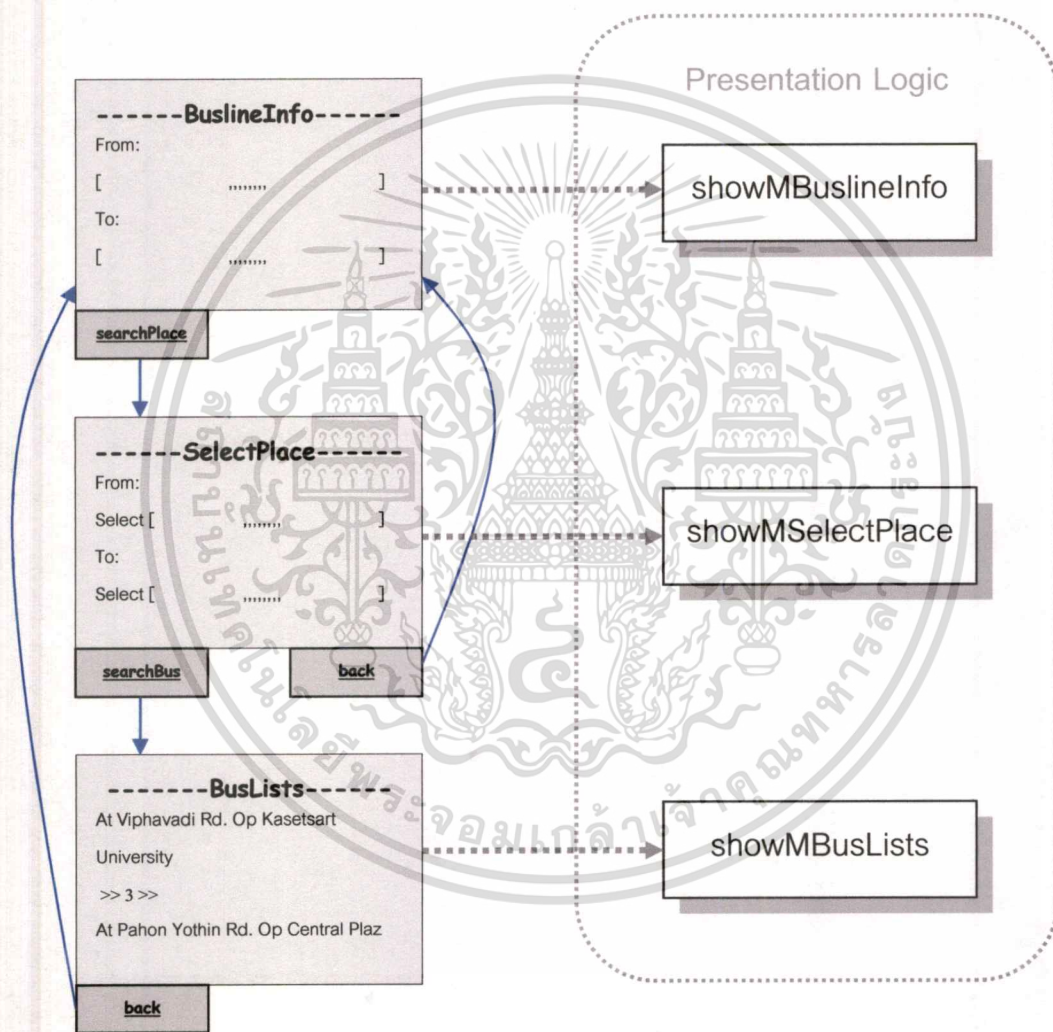 Presentation Logic
------BuslineInfo------
From:
[ ,,,,,,,, ]
To:
[ ,,,,,,,, ]
searchPlace
showMBuslineInfo
------SelectPlace-------
From:
Select [ ,,,,,,,, ]
To:
Select [ ,,,,,,,, ]
searchBus
back
showMSelectPlace
-------BusLists------
At Viphavadi Rd. Op Kasetsart
University
>> 3 >>
At Pahon Yothin Rd. Op Central Plaz
back
showMBusLists